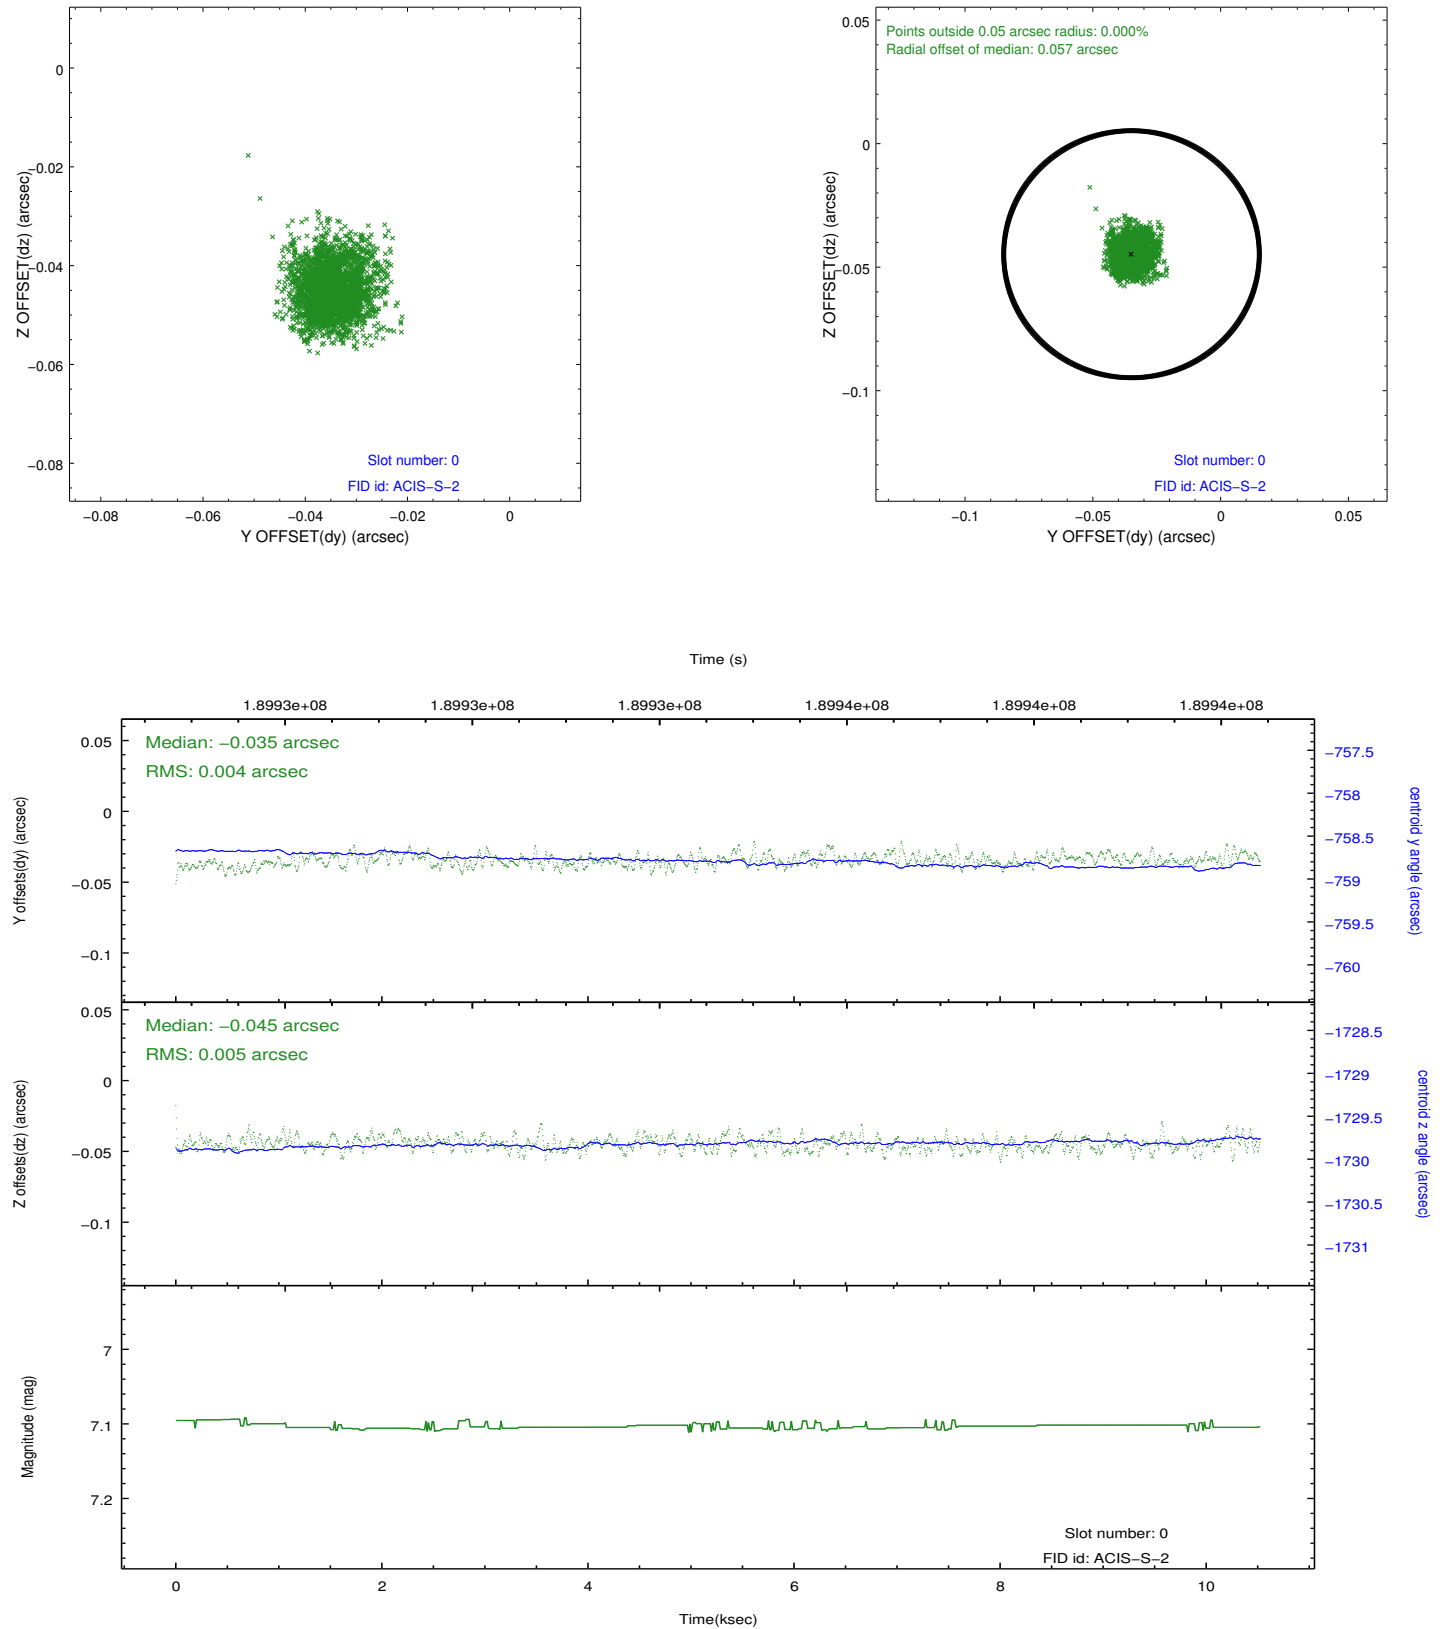 0
−0.02
−0.04
−0.06
−0.08
Z OFFSET(dz) (arcsec)
Slot number: 0
FID id: ACIS−S−2
−0.08
−0.06
−0.04
−0.02
0
Y OFFSET(dy) (arcsec)
Points outside 0.05 arcsec radius: 0.000%
Radial offset of median: 0.057 arcsec
0.05
0
−0.05
−0.1
Z OFFSET(dz) (arcsec)
Slot number: 0
FID id: ACIS−S−2
−0.1
−0.05
0
0.05
Y OFFSET(dy) (arcsec)
Time (s)
1.8993e+08
1.8993e+08
1.8993e+08
1.8994e+08
1.8994e+08
1.8994e+08
Median: −0.035 arcsec
RMS: 0.004 arcsec
0.05
0
−0.05
−0.1
Y offsets(dy) (arcsec)
−757.5
−758
−758.5
−759
−759.5
−760
centroid y angle (arcsec)
Median: −0.045 arcsec
RMS: 0.005 arcsec
0.05
0
−0.05
−0.1
Z offsets(dz) (arcsec)
−1728.5
−1729
−1729.5
−1730
−1730.5
−1731
centroid z angle (arcsec)
7
7.1
7.2
Magnitude (mag)
Slot number: 0
FID id: ACIS−S−2
0
2
4
6
8
10
Time(ksec)